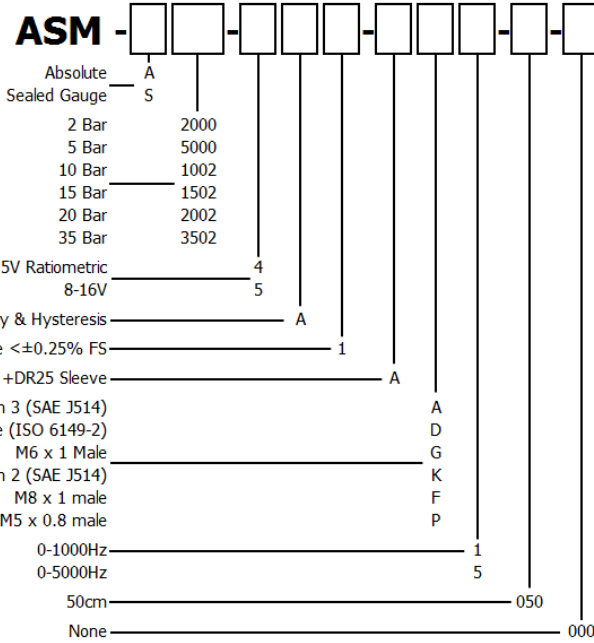 ASM - - - - -
Absolute A
Sealed Gauge S
2 Bar 2000
5 Bar 5000
10 Bar 1002
15 Bar 1502
20 Bar 2002
35 Bar 3502
5V Ratiometric 4
8-16V 5
y & Hysteresis A
e <±0.25% FS 1
+DR25 Sleeve A
n 3 (SAE J514) A
e (ISO 6149-2) D
M6 x 1 Male G
n 2 (SAE J514) K
M8 x 1 male F
M5 x 0.8 male P
0-1000Hz 1
0-5000Hz 5
50cm 050
None 000